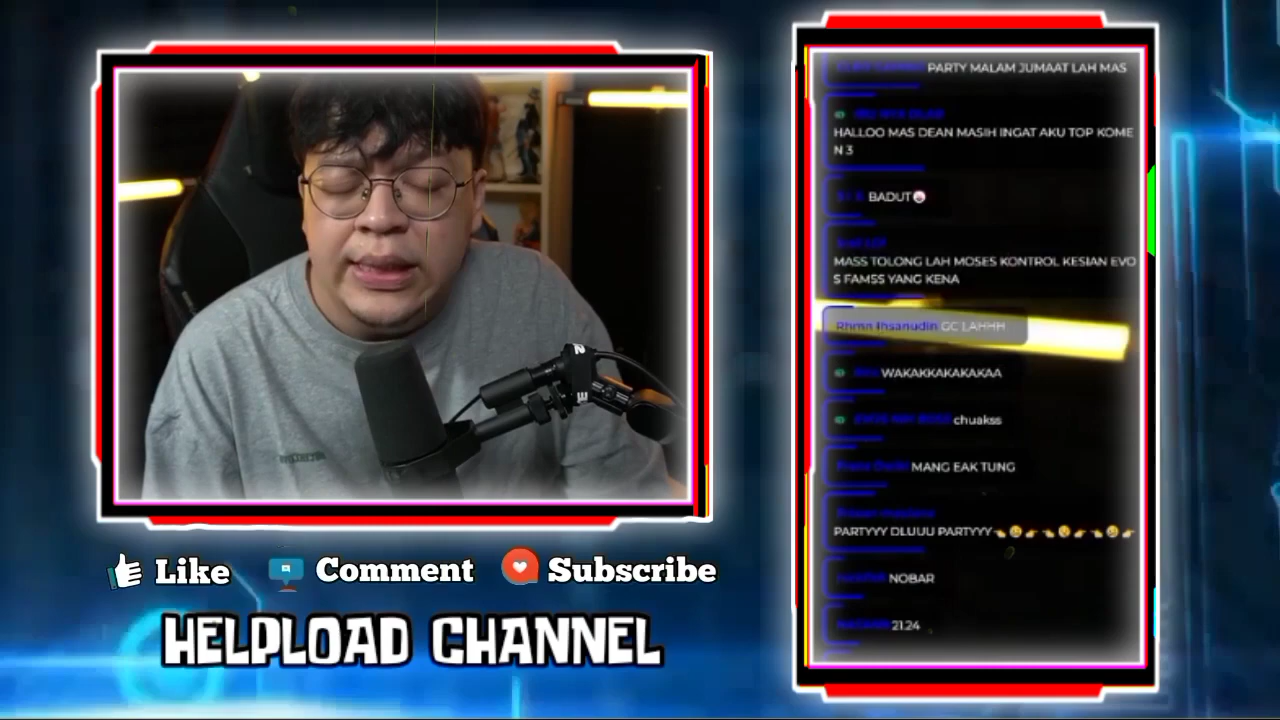 PARTY MALAM JUMAAT LAH MAS
HALLOO MAS DEAN MASIH INGAT AKU TOP KOME
N 3
BADUT
MASS TOLONG LAH MOSES KONTROL KESIAN EVO
S FAMSS YANG KENA
Rhmn Ihsanudin GC LAHHH
WAKAKKAKAKAKAA
chuakss
MANG EAK TUNG
PARTYYY DLUUU PARTYYY
NOBAR
21.24
Like
Comment
Subscribe
HELPLOAD CHANNEL